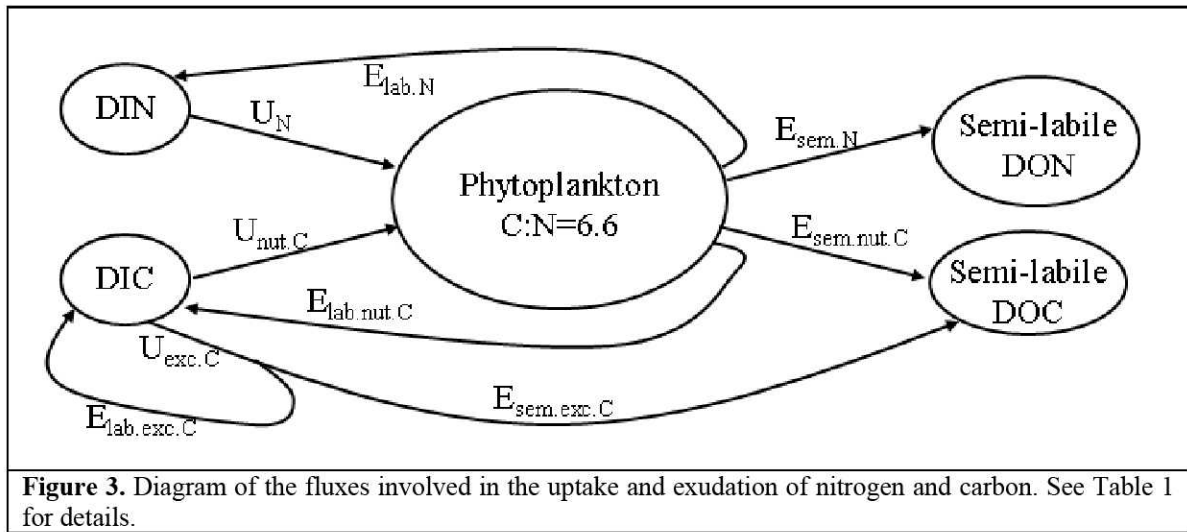 E_lab.N
DIN
U_N
Phytoplankton
C:N=6.6
E_sem.N
Semi-labile
DON
U_nut.C
E_sem.nut.C
DIC
E_lab.nut.C
Semi-labile
DOC
U_exc.C
E_sem.exc.C
E_lab.exc.C
Figure 3. Diagram of the fluxes involved in the uptake and exudation of nitrogen and carbon. See Table 1
for details.